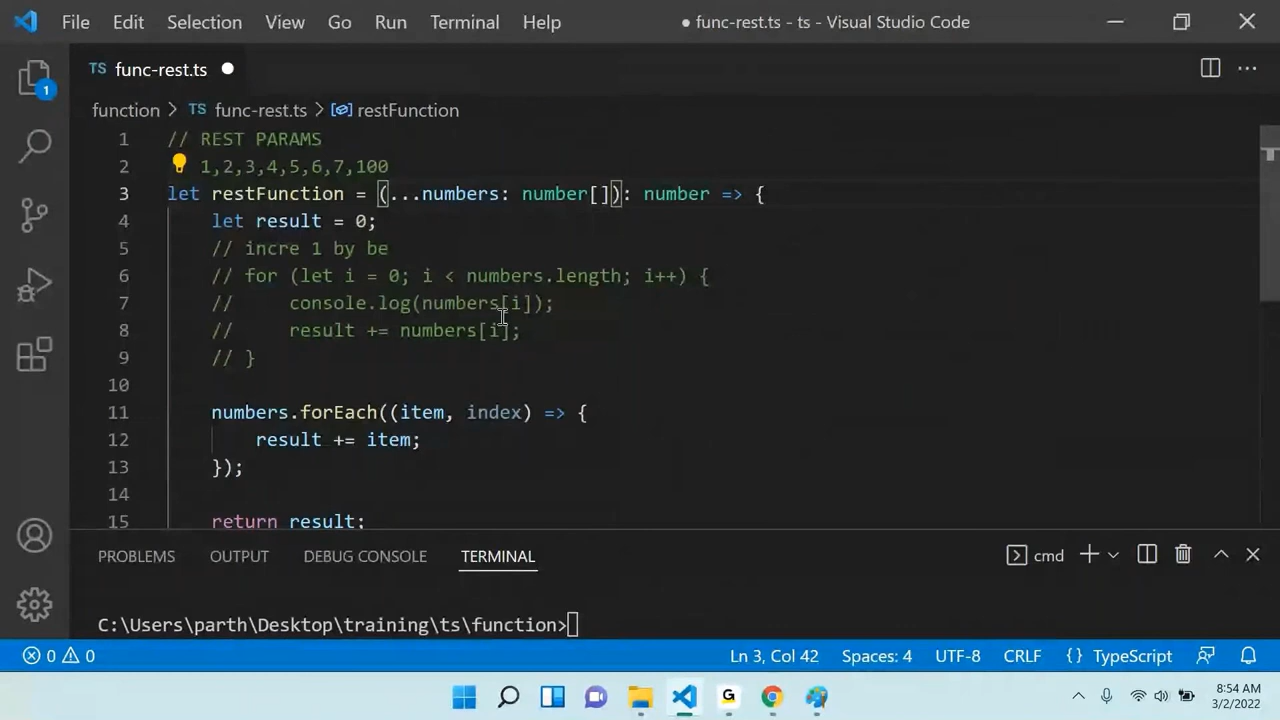 File Edit Selection View Go Run Terminal Help ● func-rest.ts - ts - Visual Studio Code
TS func-rest.ts ●
1
function > TS func-rest.ts > restFunction
1 // REST PARAMS
2 1,2,3,4,5,6,7,100
3 let restFunction = (...numbers: number[]): number => {
4 let result = 0;
5 // incre 1 by be
6 // for (let i = 0; i < numbers.length; i++) {
7 // console.log(numbers[i]);
8 // result += numbers[i];
9 // }
10
11 numbers.forEach((item, index) => {
12 result += item;
13 });
14
15 return result;
PROBLEMS OUTPUT DEBUG CONSOLE TERMINAL cmd
C:\Users\parth\Desktop\training\ts\function>
0 0 Ln 3, Col 42 Spaces: 4 UTF-8 CRLF {} TypeScript
G 8:54 AM
3/2/2022